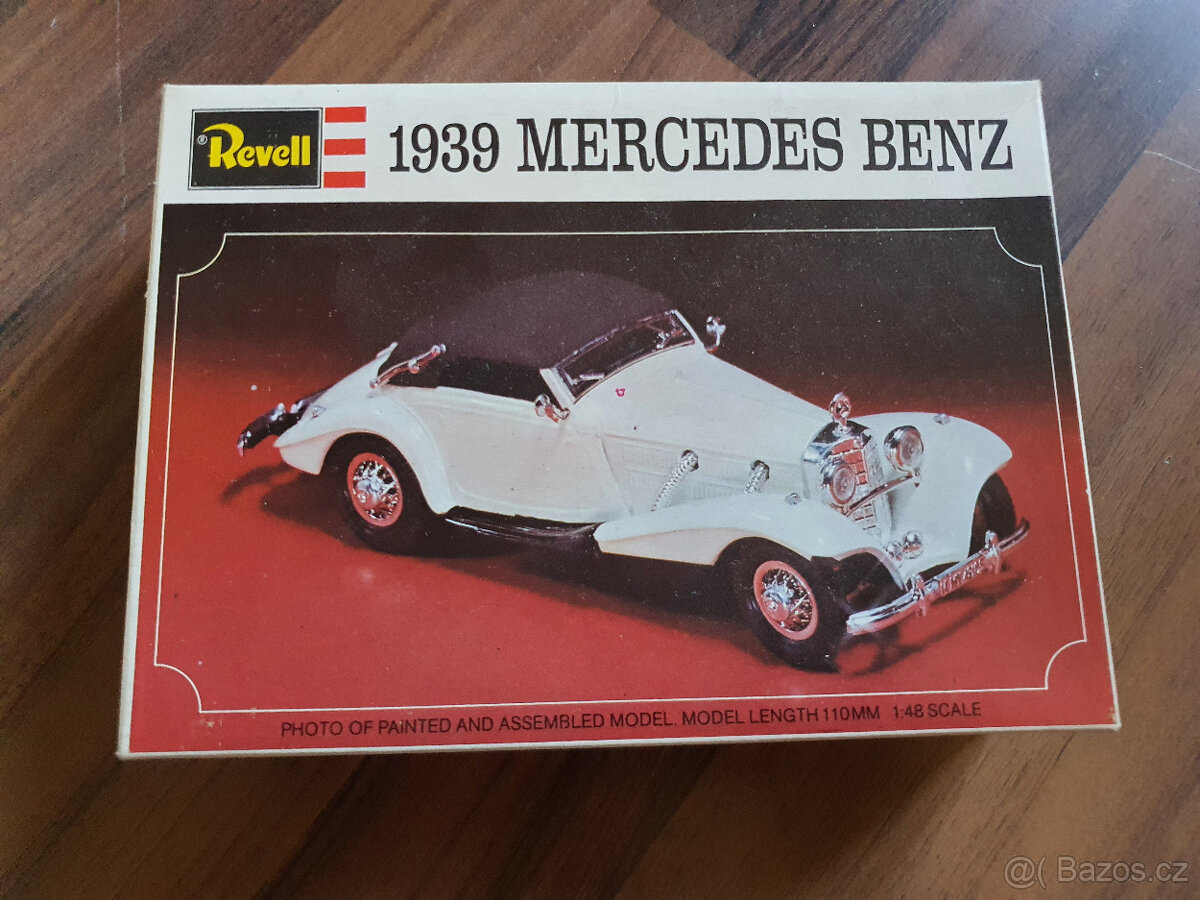 ® Revell
1939 MERCEDES BENZ
PHOTO OF PAINTED AND ASSEMBLED MODEL. MODEL LENGTH 110MM 1:48 SCALE
@( Bazos.cz